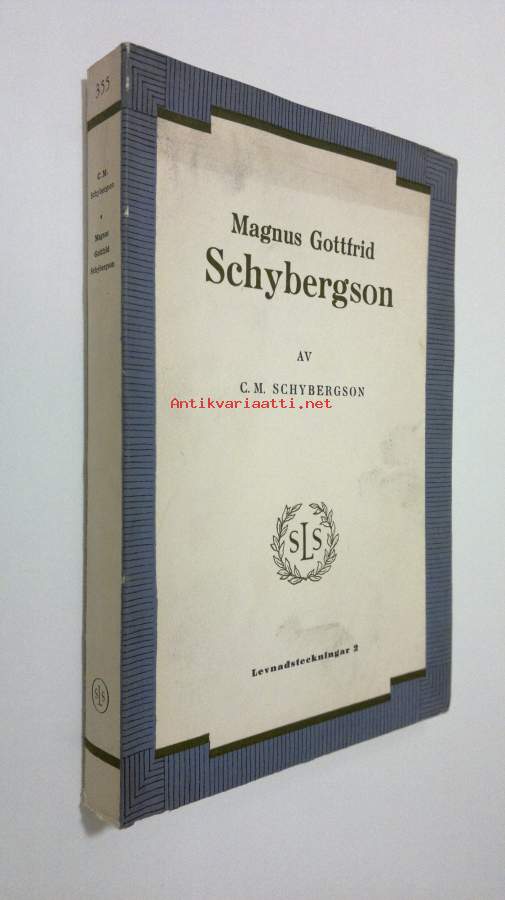 355
C. M.
Schybergson
Magnus
Gottfrid
Schybergson
SLS
Magnus Gottfrid
Schybergson
AV
C. M. SCHYBERGSON
Antikvariaatti.net
SLS
Levnadsteckningar 2